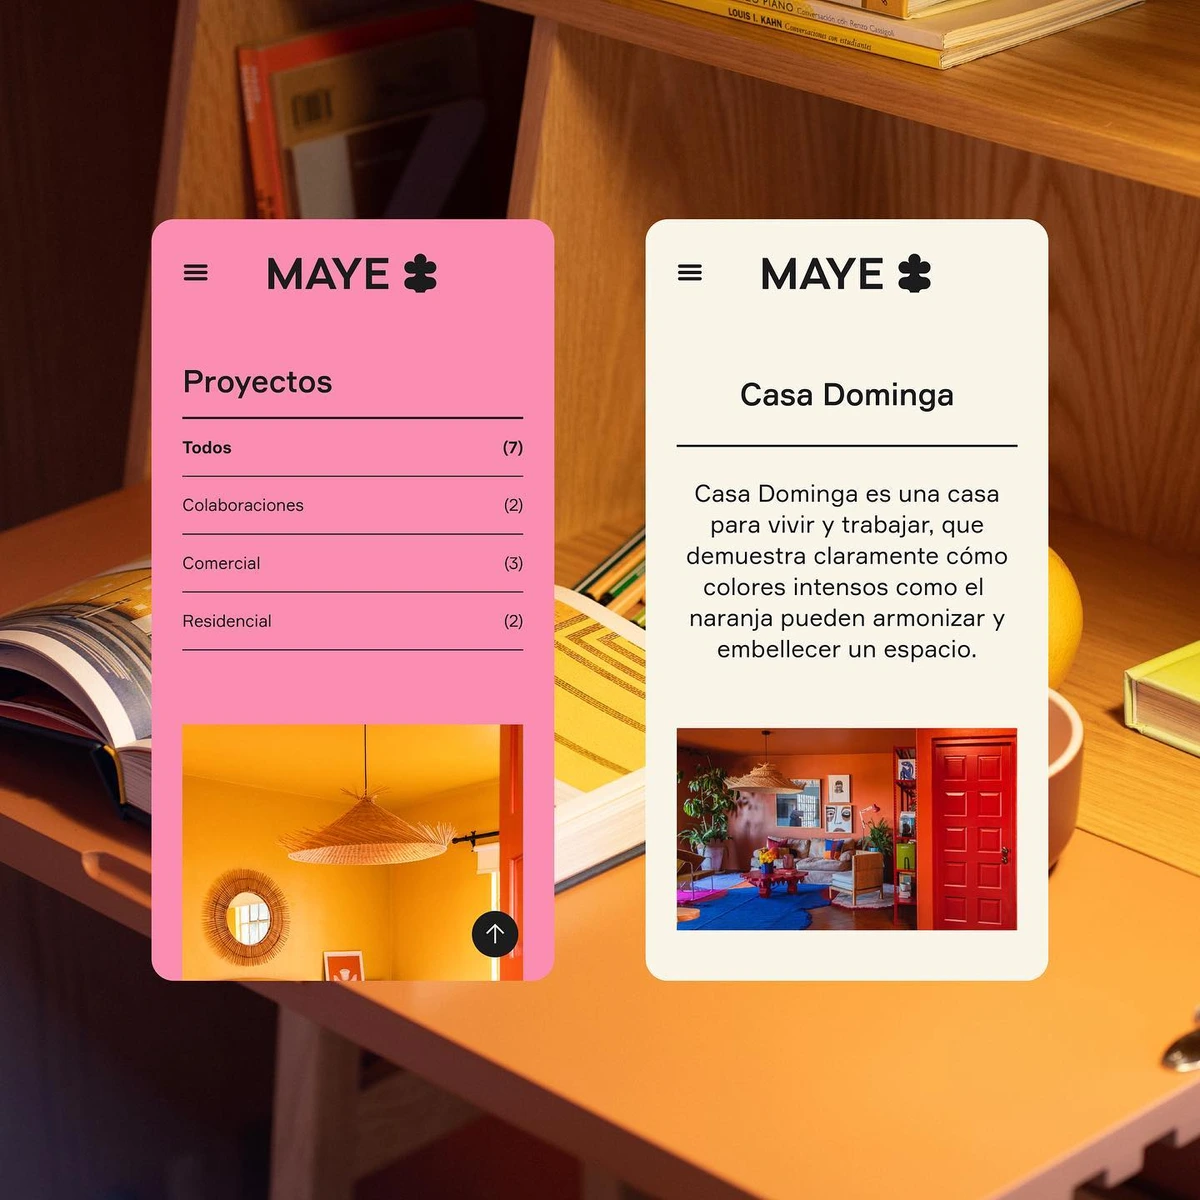 PIANO Conversación con Renzo Cassigoli
LOUIS I. KAHN Conversaciones con estudiantes
MAYE
Proyectos
Todos (7)
Colaboraciones (2)
Comercial (3)
Residencial (2)
MAYE
Casa Dominga
Casa Dominga es una casa
para vivir y trabajar, que
demuestra claramente cómo
colores intensos como el
naranja pueden armonizar y
embellecer un espacio.